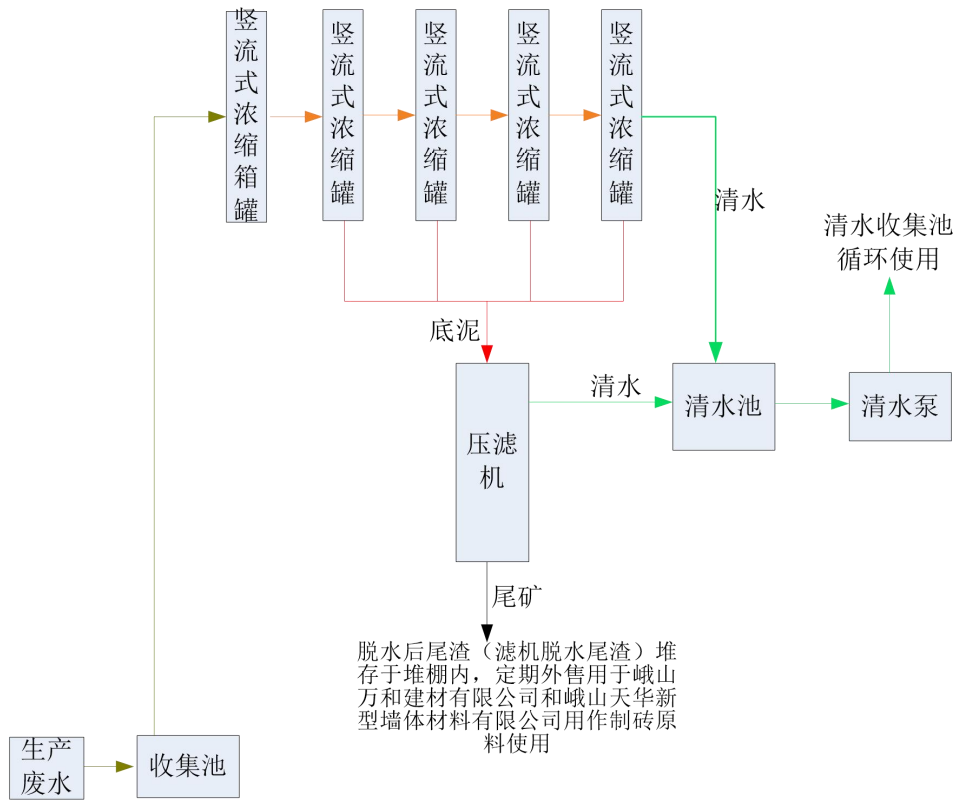 竖流式浓缩箱罐
竖流式浓缩罐
竖流式浓缩罐
竖流式浓缩罐
竖流式浓缩罐
清水
清水收集池
循环使用
底泥
清水
清水池
清水泵
压滤
机
尾矿
脱水后尾渣（滤机脱水尾渣）堆
存于堆棚内，定期外售用于峨山
万和建材有限公司和峨山天华新
型墙体材料有限公司用作制砖原
料使用
生产
废水
收集池